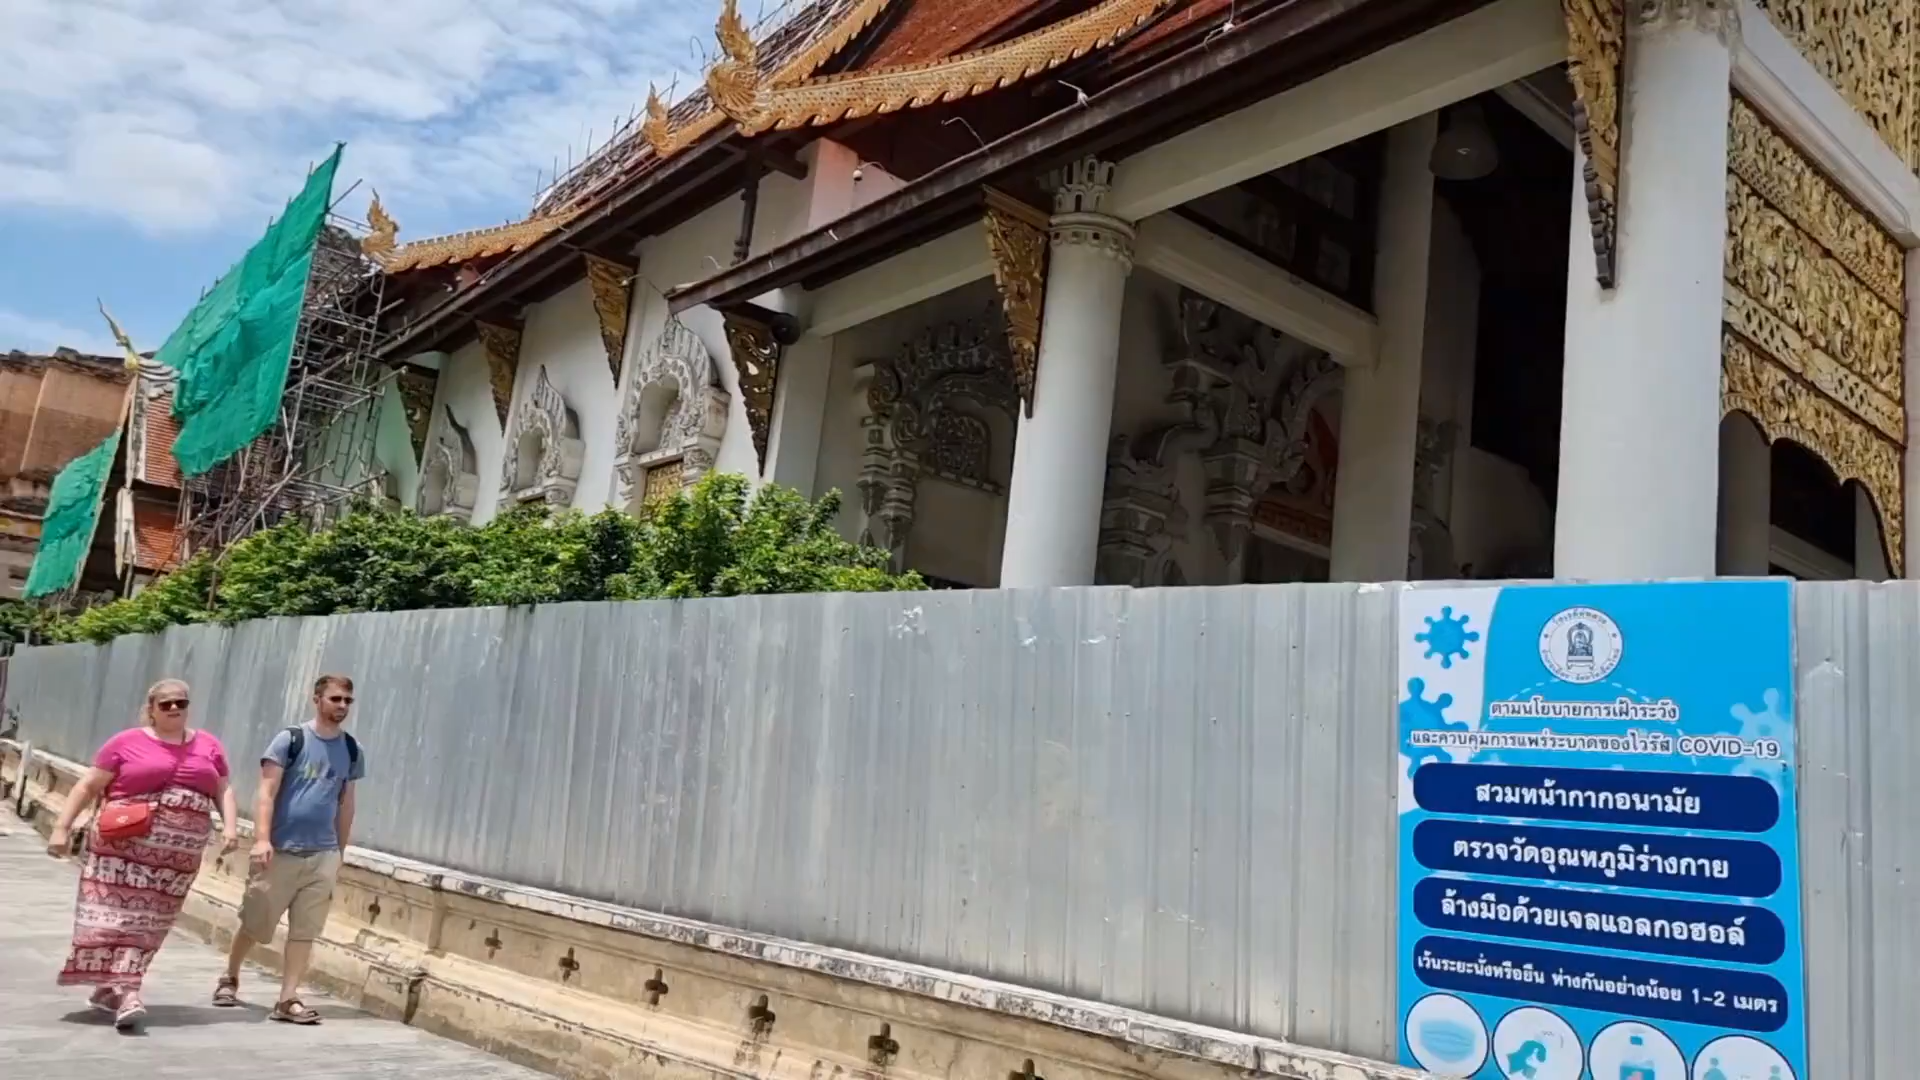 ตามนโยบายการเฝ้าระวัง
และควบคุมการแพร่ระบาดของไวรัส COVID-19
สวมหน้ากากอนามัย
ตรวจวัดอุณหภูมิร่างกาย
ล้างมือด้วยเจลแอลกอฮอล์
เว้นระยะนั่งหรือยืน ห่างกันอย่างน้อย 1-2 เมตร